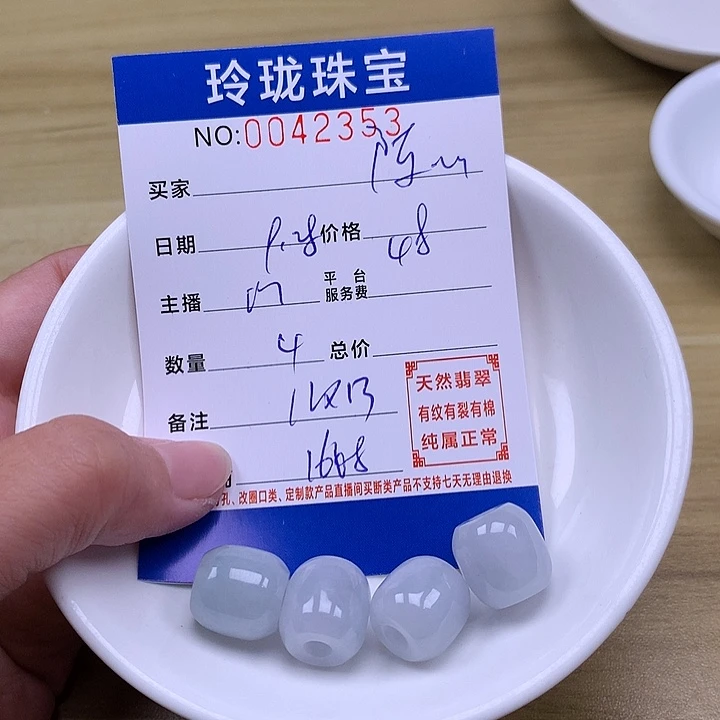 玲珑珠宝
NO:0042353
买家 陈
日期 9.28 价格 48
主播
平台
服务费
数量 4 总价
备注 11X13
天然翡翠
有纹有裂有棉
纯属正常
孔、改圈口类、定制款产品直播间买断类产品不支持七天无理由退换